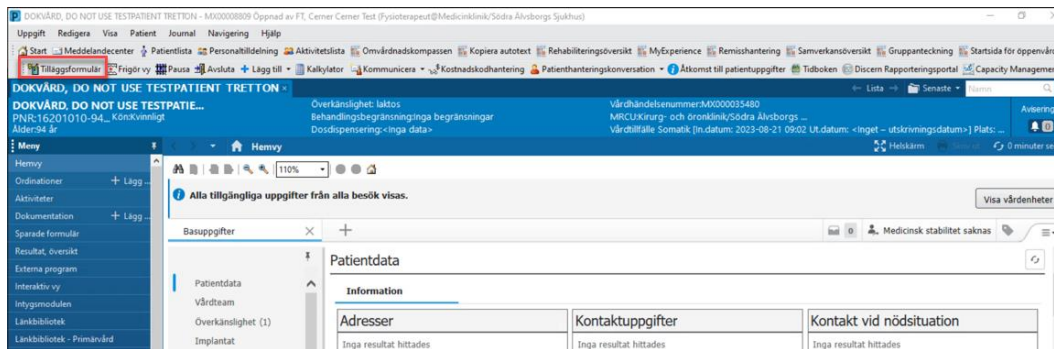 DOKVÅRD, DO NOT USE TESTPATIENT TRETTON - MX00008809 Öppnad av FT, Cerner Cerner Test (Fysioterapeut@Medicinklinik/Södra Älvsborgs Sjukhus)
Uppgift Redigera Visa Patient Journal Navigering Hjälp
Start Meddelandecenter Patientlista Personaltilldelning Aktivitetslista Omvårdnadskompassen Kopiera autotext Rehabiliteringsöversikt MyExperience Remisshantering Samverkansöversikt Gruppanteckning Startsida för öppenvår
Tilläggsformulär Frigör vy Pausa Avsluta + Lägg till Kalkylator Kommunicera Kostnadskodhantering Patienthanteringskonversation Åtkomst till patientuppgifter Tidboken Discern Rapporteringsportal Capacity Manageme
DOKVÅRD, DO NOT USE TESTPATIENT TRETTON × ← Lista → Senaste Namn
DOKVÅRD, DO NOT USE TESTPATIE... Överkänslighet: laktos Vårdhändelsenummer:MX000035480
PNR:16201010-94... Kön:Kvinnligt Behandlingsbegränsning:Inga begränsningar MRCU:Kirurg- och öronklinik/Södra Älvsborgs ... Avisering
Ålder:94 år Dosdispensering:<Inga data> Vårdtillfälle Somatik [In.datum: 2023-08-21 09:02 Ut.datum: <Inget – utskrivningsdatum>] Plats: ...
Meny Hemvy Helskärm Skriv ut 0 minuter se
Hemvy
Ordinationer + Lägg ...
Aktiviteter
Dokumentation + Lägg ...
Sparade formulär
Resultat, översikt
Externa program
Interaktiv vy
Intygsmodulen
Länkbibliotek
Länkbibliotek - Primärvård
110%
Alla tillgängliga uppgifter från alla besök visas. Visa vårdenheter
Basuppgifter × + 0 Medicinsk stabilitet saknas
Patientdata
Vårdteam
Överkänslighet (1)
Implantat
Patientdata
Information
Adresser Kontaktuppgifter Kontakt vid nödsituation
Inga resultat hittades Inga resultat hittades Inga resultat hittades